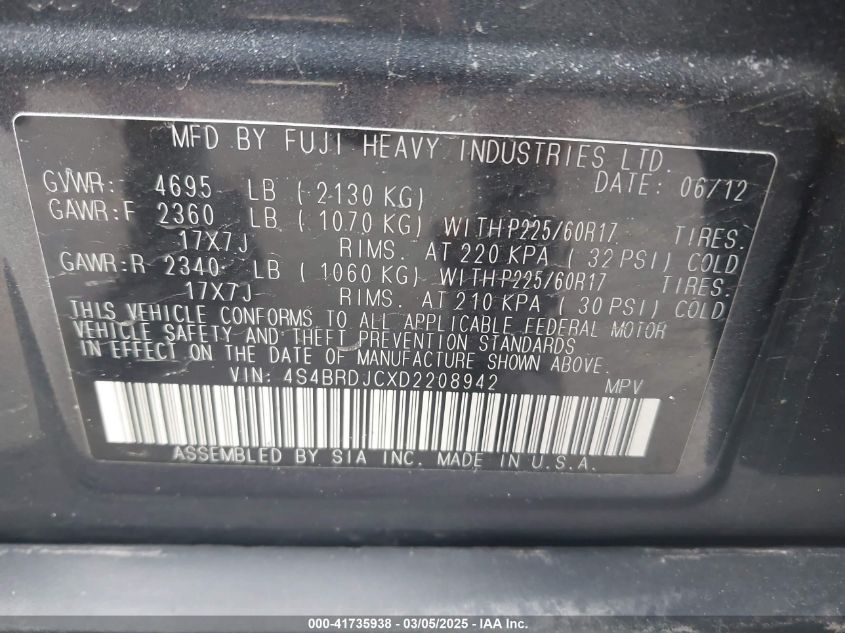 MFD BY FUJI HEAVY INDUSTRIES LTD.
DATE: 06/12
GVWR: 4695 LB ( 2130 KG)
GAWR:F 2360 LB ( 1070 KG) WITH P225/60R17 TIRES.
17X7J RIMS. AT 220 KPA ( 32 PSI) COLD
GAWR:R 2340 LB ( 1060 KG) WITH P225/60R17 TIRES.
17X7J RIMS. AT 210 KPA ( 30 PSI) COLD
THIS VEHICLE CONFORMS TO ALL APPLICABLE FEDERAL MOTOR
VEHICLE SAFETY AND THEFT PREVENTION STANDARDS
IN EFFECT ON THE DATE OF MANUFACTURE SHOWN ABOVE.
VIN: 4S4BRDJCXD2208942 MPV
ASSEMBLED BY SIA INC. MADE IN U.S.A.
000-41735938 - 03/05/2025 - IAA Inc.